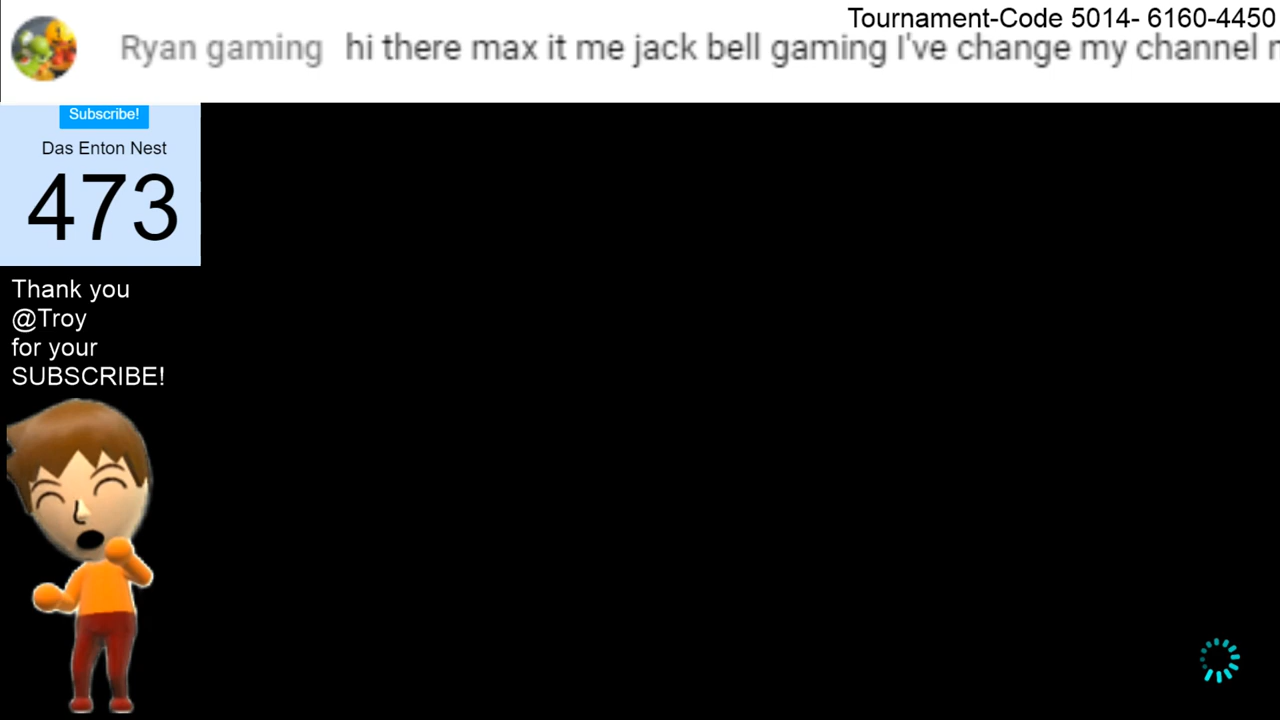 Tournament-Code 5014- 6160-4450
Ryan gaming hi there max it me jack bell gaming I've change my channel
Subscribe!
Das Enton Nest
473
Thank you
@Troy
for your
SUBSCRIBE!